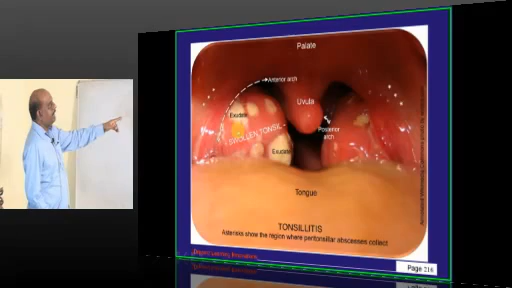 Palate
Anterior arch
Uvula
Exudate
SWOLLEN TONSIL
Posterior
arch
Exudate
Tongue
TONSILLITIS
Asterisks show the region where peritonsillar abscesses collect
Page 216